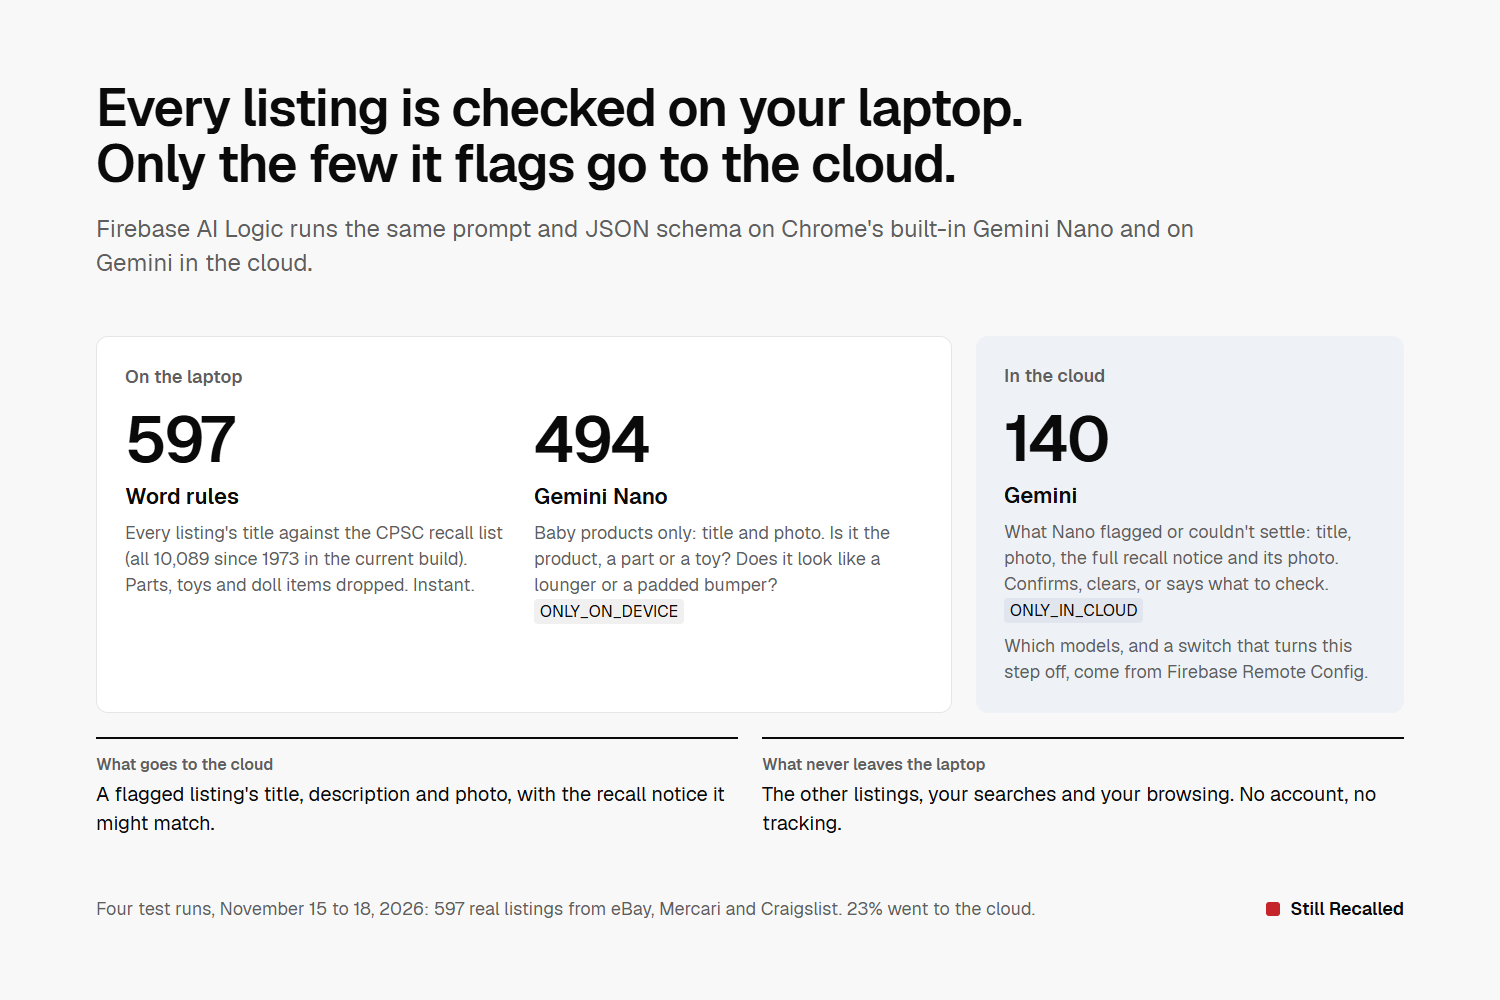 Every listing is checked on your laptop.
Only the few it flags go to the cloud.
Firebase AI Logic runs the same prompt and JSON schema on Chrome's built-in Gemini Nano and on
Gemini in the cloud.
On the laptop
597
Word rules
Every listing's title against the CPSC recall list
(all 10,089 since 1973 in the current build).
Parts, toys and doll items dropped. Instant.
494
Gemini Nano
Baby products only: title and photo. Is it the
product, a part or a toy? Does it look like a
lounger or a padded bumper?
ONLY_ON_DEVICE
In the cloud
140
Gemini
What Nano flagged or couldn't settle: title,
photo, the full recall notice and its photo.
Confirms, clears, or says what to check.
ONLY_IN_CLOUD
Which models, and a switch that turns this
step off, come from Firebase Remote Config.
What goes to the cloud
A flagged listing's title, description and photo, with the recall notice it
might match.
What never leaves the laptop
The other listings, your searches and your browsing. No account, no
tracking.
Four test runs, November 15 to 18, 2026: 597 real listings from eBay, Mercari and Craigslist. 23% went to the cloud.
Still Recalled